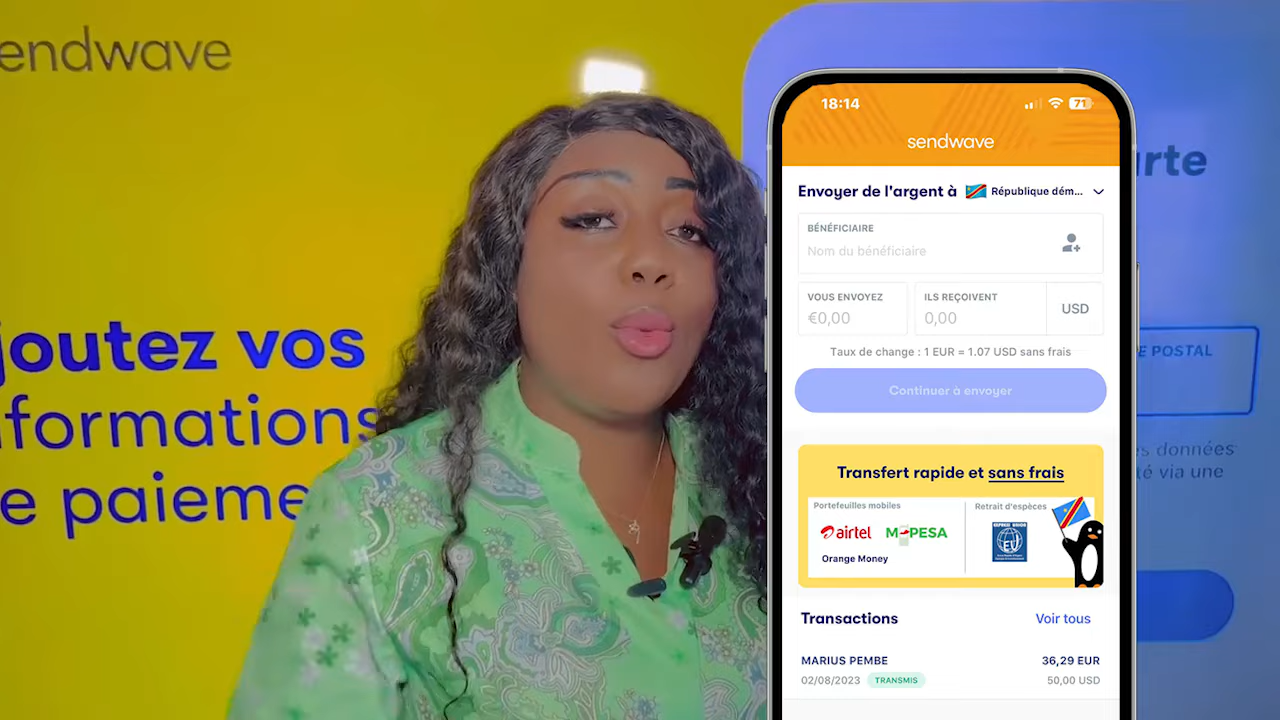 endwave
joutez vos
nformations
e paieme
18:14
71
sendwave
Envoyer de l'argent à République dém...
BÉNÉFICIAIRE
Nom du bénéficiaire
VOUS ENVOYEZ
€0,00
ILS REÇOIVENT
0,00
USD
Taux de change : 1 EUR = 1.07 USD sans frais
Continuer à envoyer
Transfert rapide et sans frais
Portefeuilles mobiles
airtel
M-PESA
Orange Money
Retrait d'espèces
Transactions
Voir tous
MARIUS PEMBE
36,29 EUR
02/08/2023
TRANSMIS
50,00 USD
rte
E POSTAL
s données
té via une